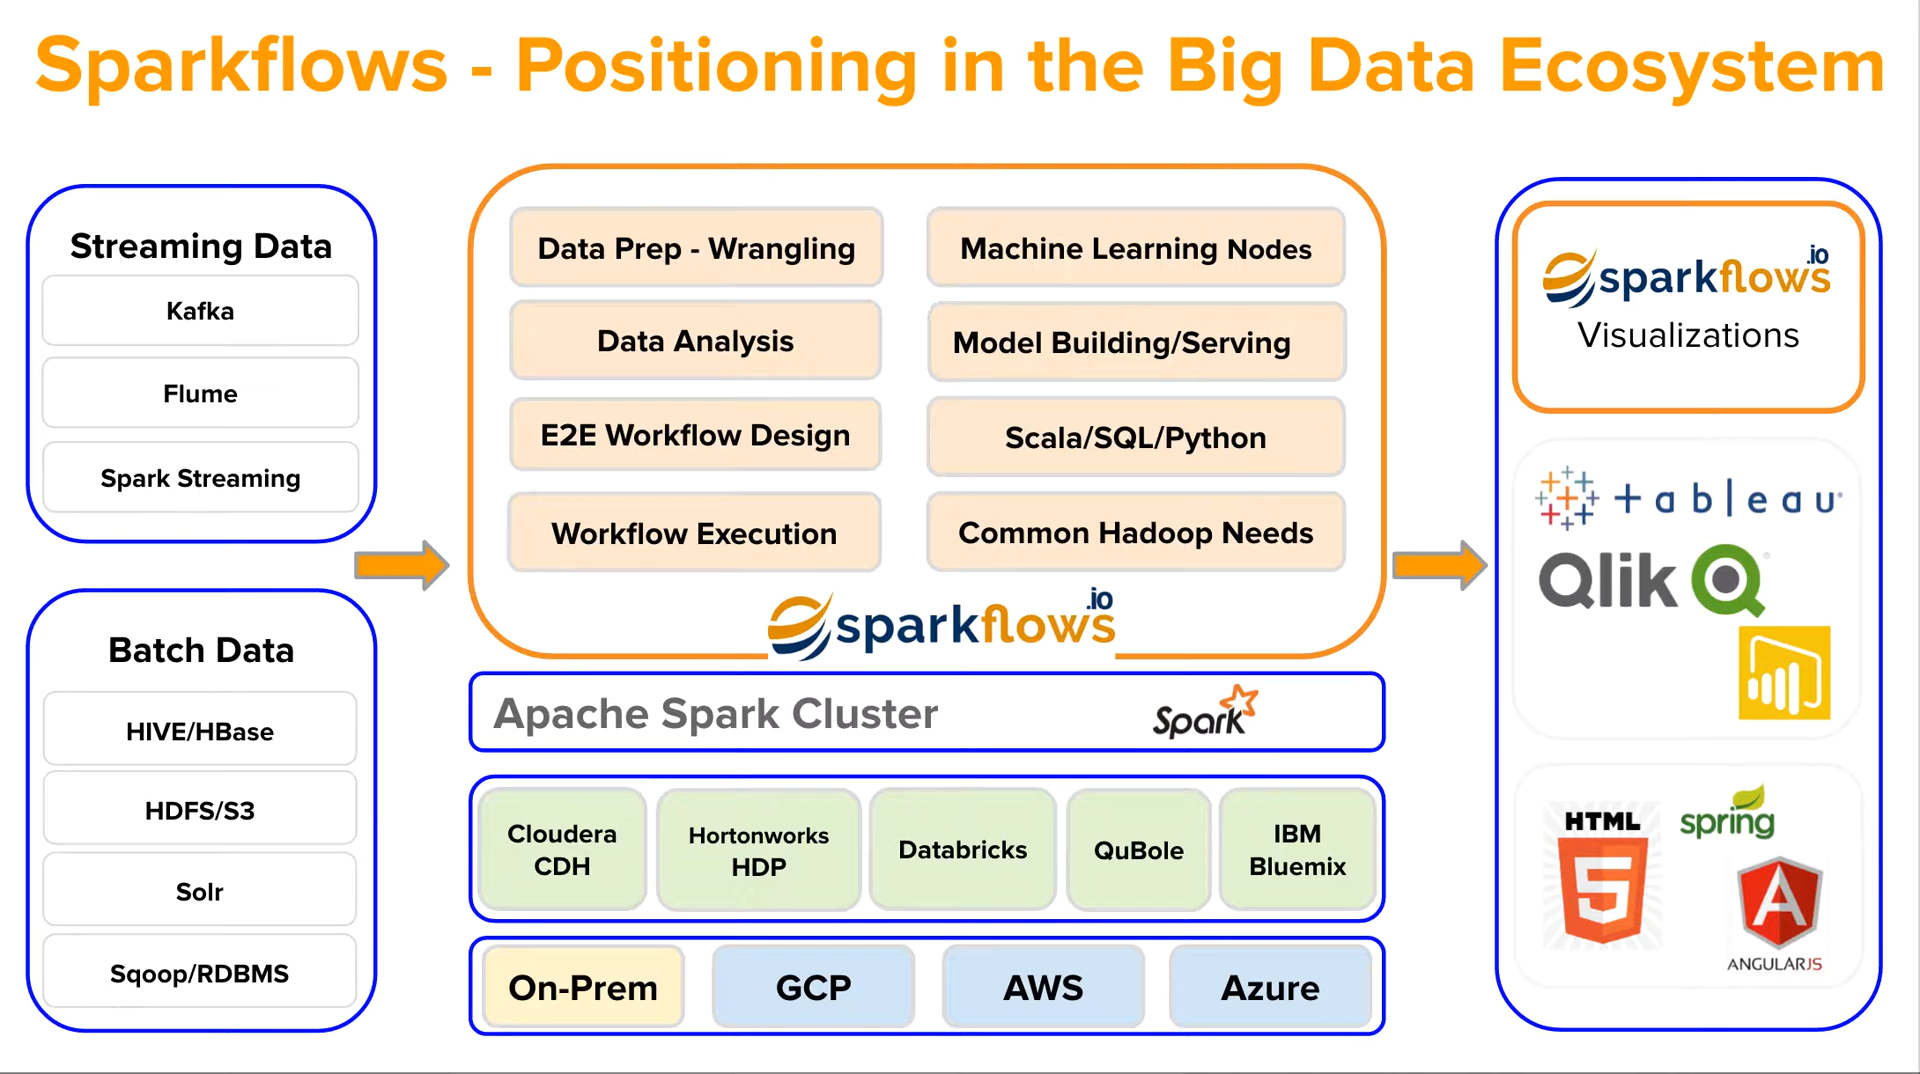 Sparkflows - Positioning in the Big Data Ecosystem
Streaming Data
Kafka
Flume
Spark Streaming
Batch Data
HIVE/HBase
HDFS/S3
Solr
Sqoop/RDBMS
Data Prep - Wrangling
Machine Learning Nodes
Data Analysis
Model Building/Serving
E2E Workflow Design
Scala/SQL/Python
Workflow Execution
Common Hadoop Needs
sparkflows.io
Apache Spark Cluster
Spark
Cloudera
CDH
Hortonworks
HDP
Databricks
QuBole
IBM
Bluemix
On-Prem
GCP
AWS
Azure
sparkflows.io
Visualizations
+ableau
Qlik
HTML
5
spring
A
ANGULARJS